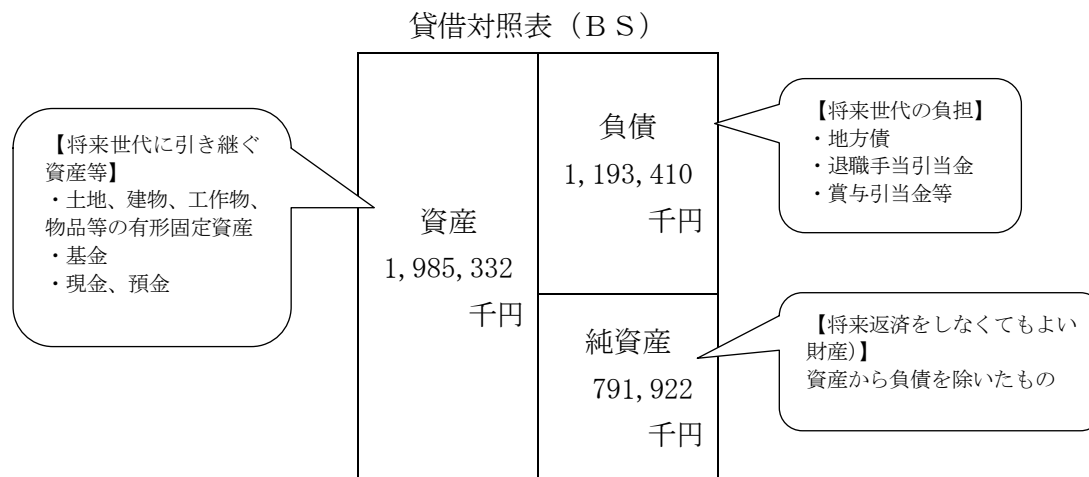 貸借対照表（ＢＳ）
【将来世代に引き継ぐ
資産等】
・土地、建物、工作物、
物品等の有形固定資産
・基金
・現金、預金
資産
1,985,332
千円
負債
1,193,410
千円
【将来世代の負担】
・地方債
・退職手当引当金
・賞与引当金等
純資産
791,922
千円
【将来返済をしなくてもよい
財産)】
資産から負債を除いたもの